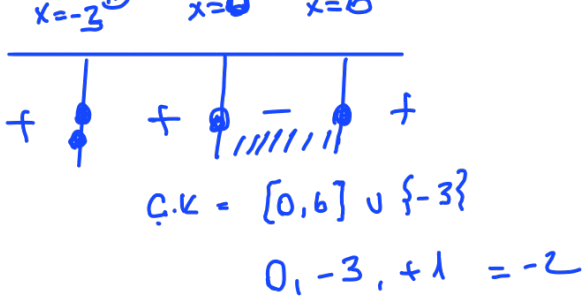 x=-3 x=0 x=6
+ + - +
Ç.K = [0,6] ∪ {-3}
0, -3, +1 = -2